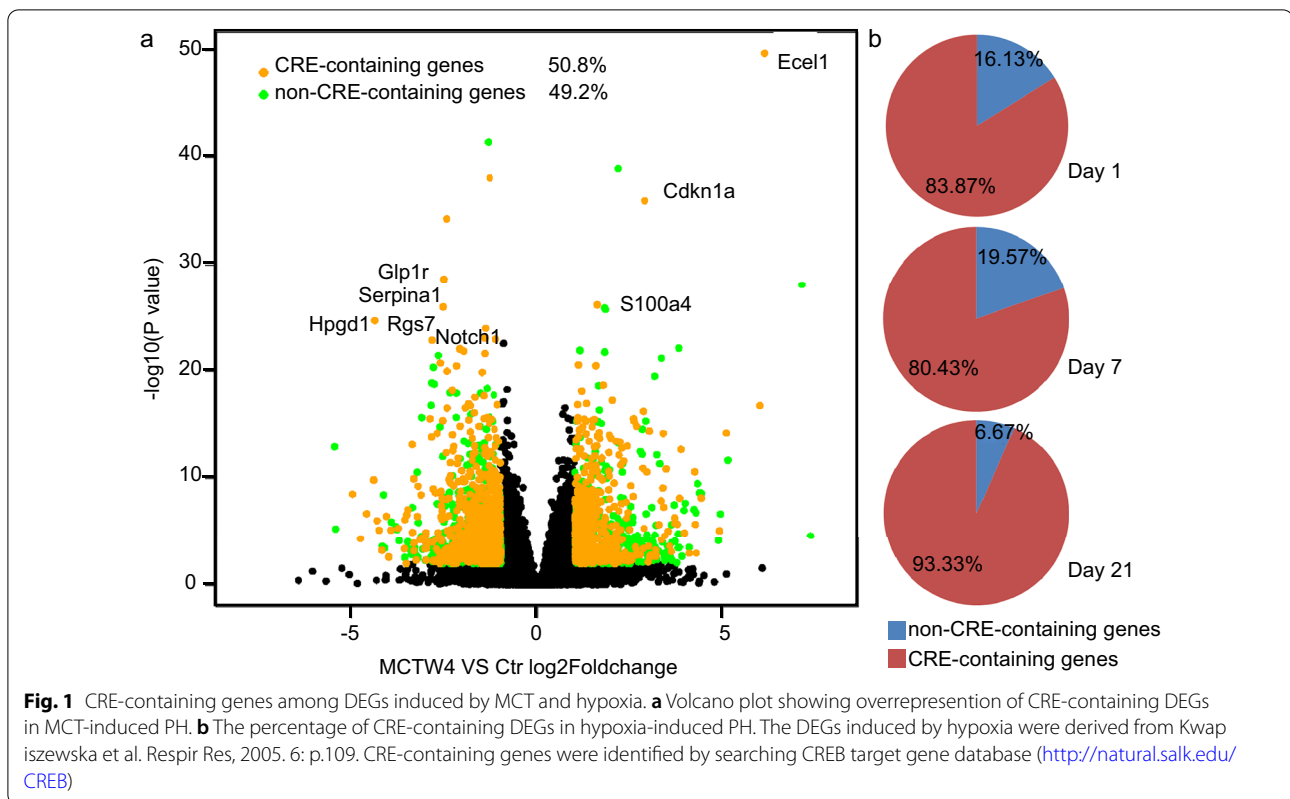 a
b
50
40
30
20
10
0
-log10(P value)
CRE-containing genes 50.8%
non-CRE-containing genes 49.2%
Ecel1
Cdkn1a
Glp1r
Serpina1
Hpgd1 Rgs7
Notch1
S100a4
-5 0 5
MCTW4 VS Ctr log2Foldchange
16.13%
83.87%
Day 1
19.57%
80.43%
Day 7
6.67%
93.33%
Day 21
non-CRE-containing genes
CRE-containing genes
Fig. 1 CRE-containing genes among DEGs induced by MCT and hypoxia. a Volcano plot showing overrepresention of CRE-containing DEGs
in MCT-induced PH. b The percentage of CRE-containing DEGs in hypoxia-induced PH. The DEGs induced by hypoxia were derived from Kwap
iszewska et al. Respir Res, 2005. 6: p.109. CRE-containing genes were identified by searching CREB target gene database (http://natural.salk.edu/
CREB)